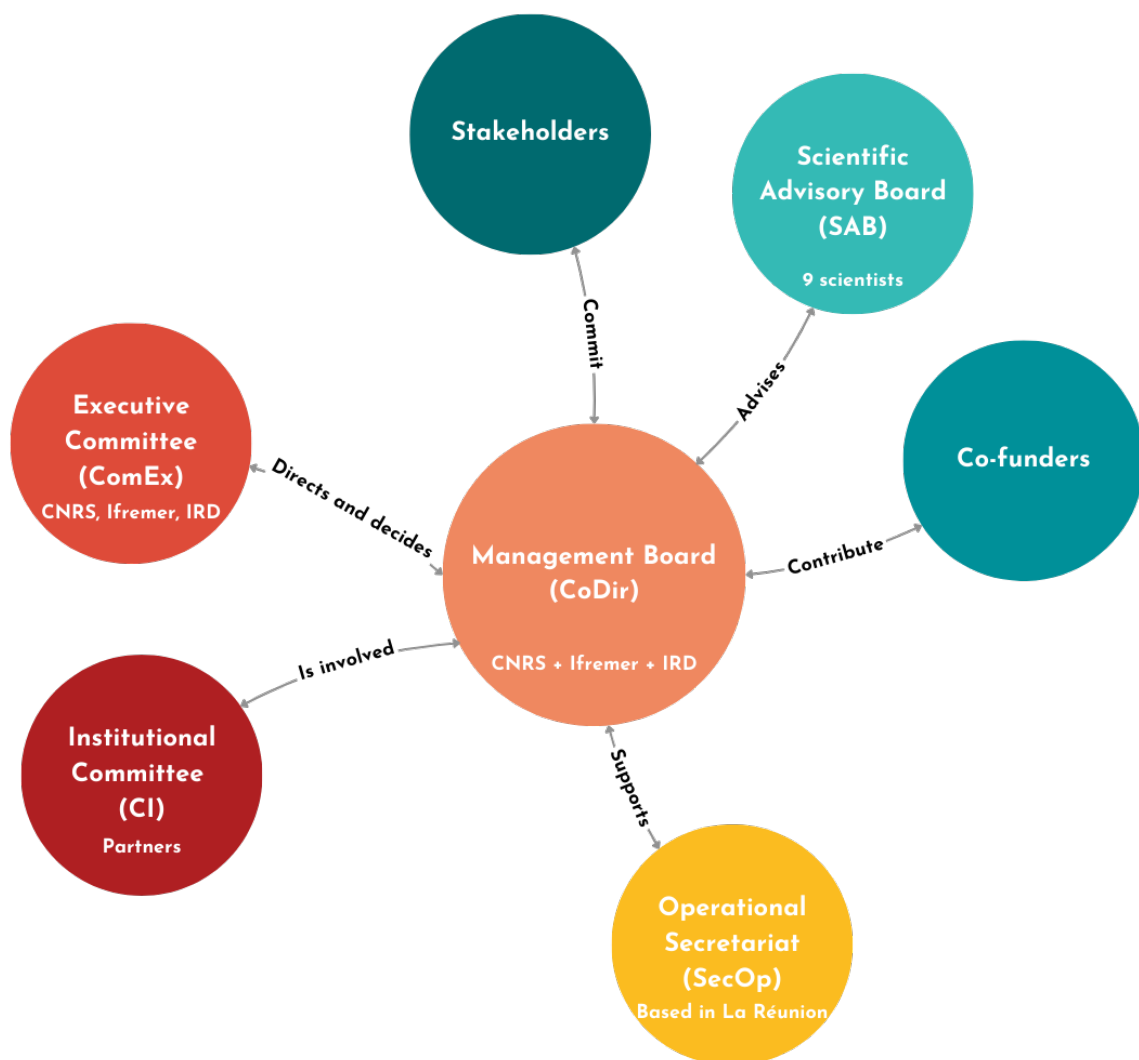 Stakeholders
Scientific
Advisory Board
(SAB)
9 scientists
Commit
Advises
Executive
Committee
(ComEx)
CNRS, Ifremer, IRD
Directs and decides
Co-funders
Contribute
Management Board
(CoDir)
CNRS + Ifremer + IRD
Is involved
Institutional
Committee
(CI)
Partners
Supports
Operational
Secretariat
(SecOp)
Based in La Réunion